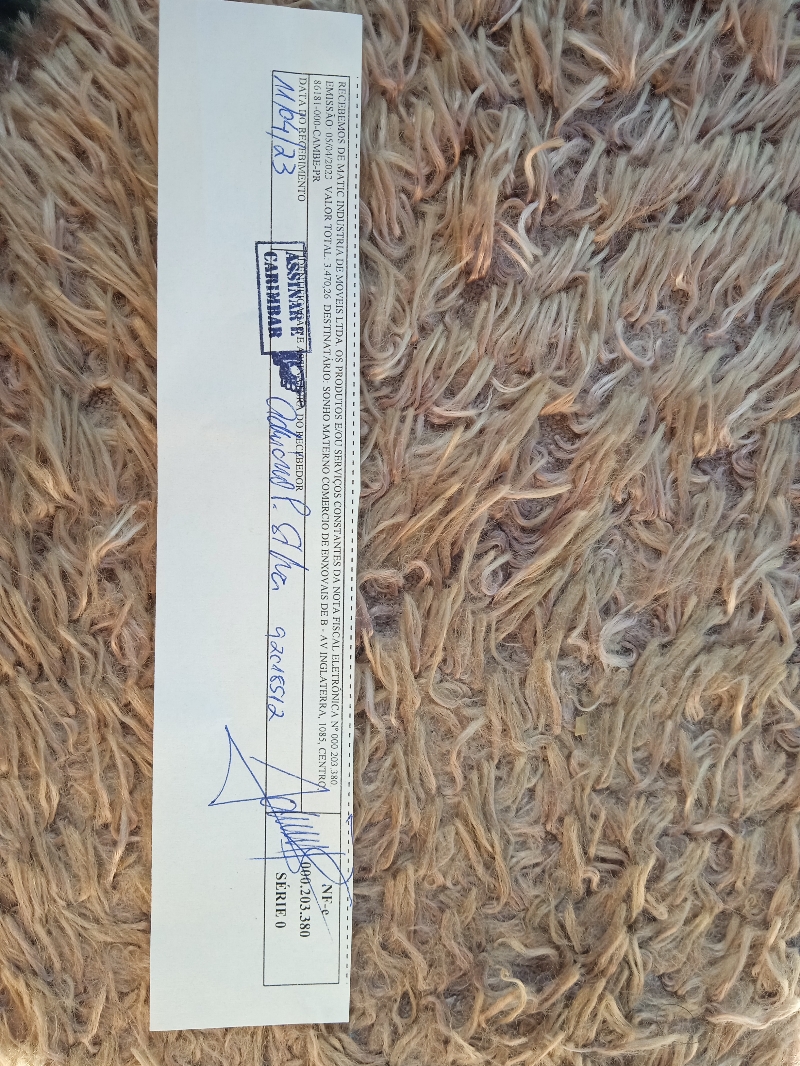 RECEBEMOS DE MATIC INDUSTRIA DE MOVEIS LTDA. OS PRODUTOS E/OU SERVIÇOS CONSTANTES DA NOTA FISCAL ELETRÔNICA Nº 000.203.380
EMISSÃO: 05/04/2023 VALOR TOTAL: 3.470,26 DESTINATÁRIO: SONHO MATERNO COMERCIO DE ENXOVAIS DE B - AV INGLATERRA, 1085, CENTRO
86181-000-CAMBE-PR
DATA DO RECEBIMENTO
11/04/23
ASSINAR E
CARIMBAR
DO RECEBEDOR
P. Silva 92018512
NF-e
000.203.380
SÉRIE 0